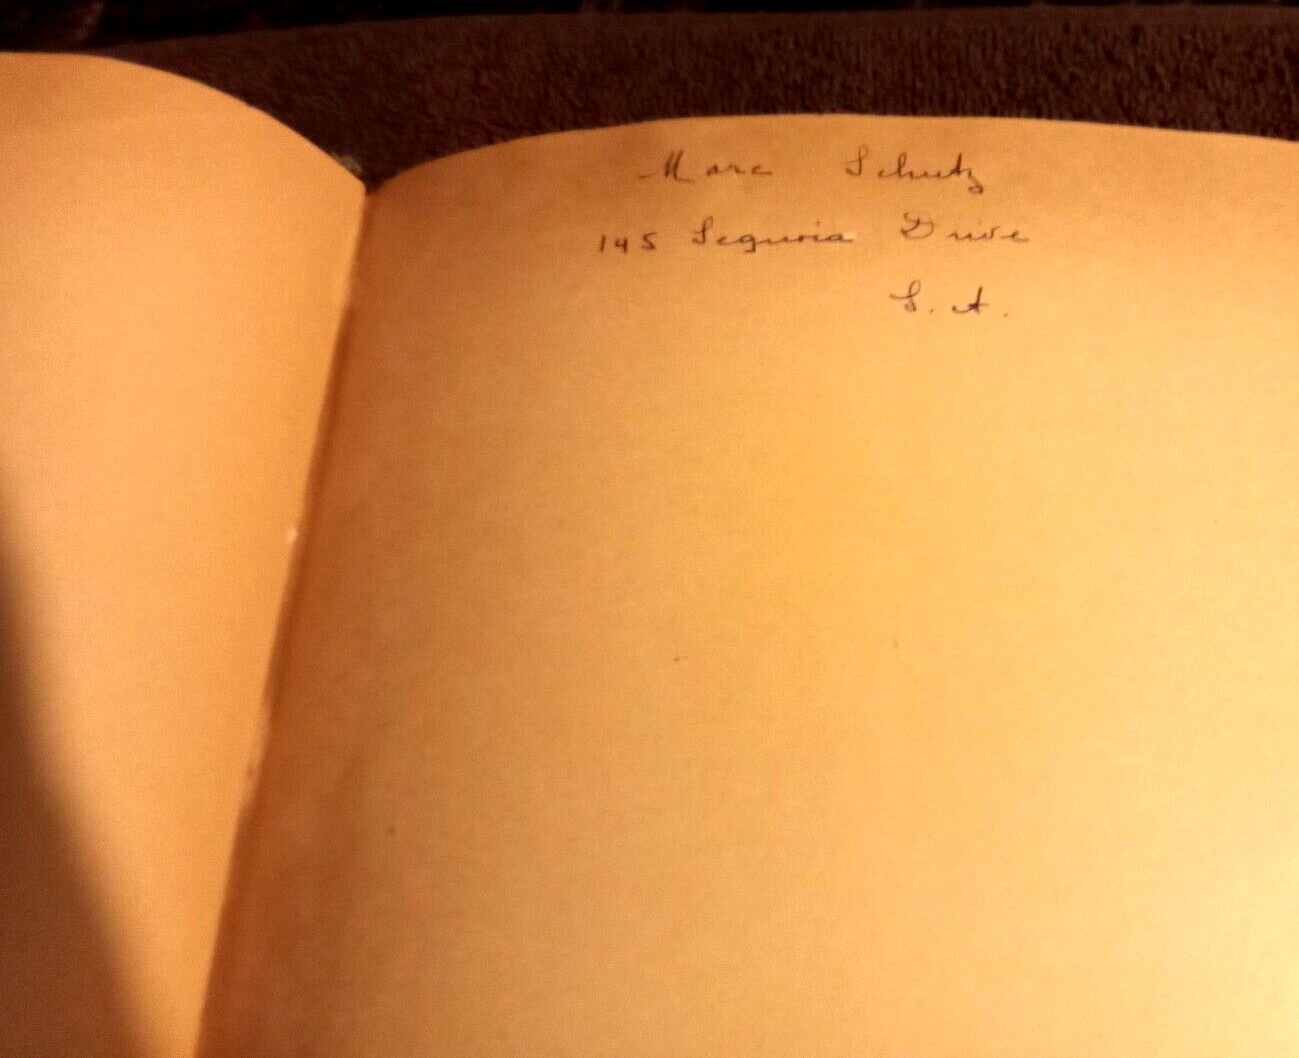 Marc Schutz
145 Sequoia Drive
S. A.